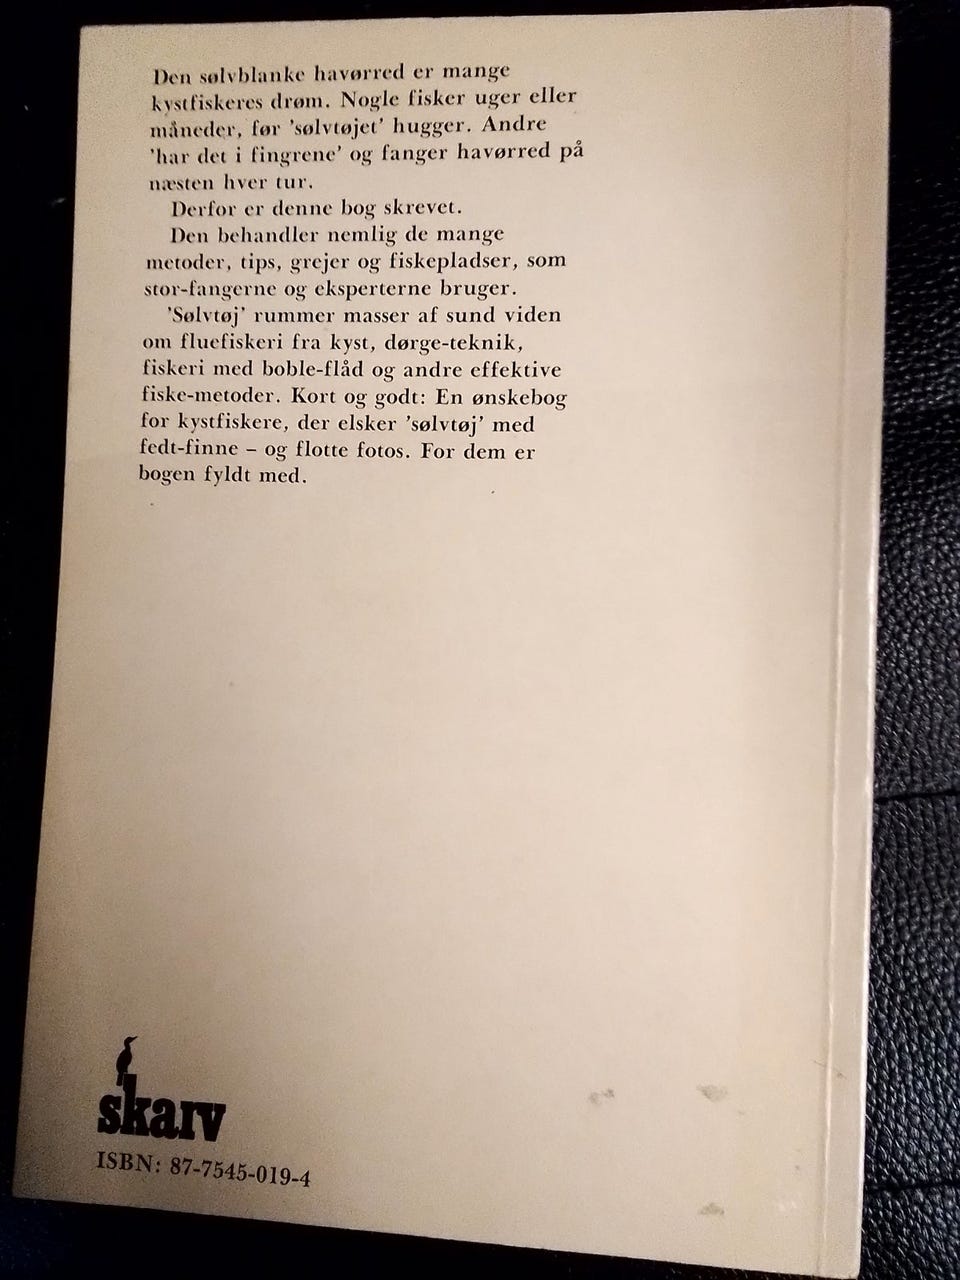 Den sølvblanke havørred er mange
kystfiskeres drøm. Nogle fisker uger eller
måneder, før 'sølvtøjet' hugger. Andre
'har det i fingrene' og fanger havørred på
næsten hver tur.
Derfor er denne bog skrevet.
Den behandler nemlig de mange
metoder, tips, grejer og fiskepladser, som
stor-fangerne og eksperterne bruger.
'Sølvtøj' rummer masser af sund viden
om fluefiskeri fra kyst, dørge-teknik,
fiskeri med boble-flåd og andre effektive
fiske-metoder. Kort og godt: En ønskebog
for kystfiskere, der elsker 'sølvtøj' med
fedt-finne – og flotte fotos. For dem er
bogen fyldt med.
skarv
ISBN: 87-7545-019-4